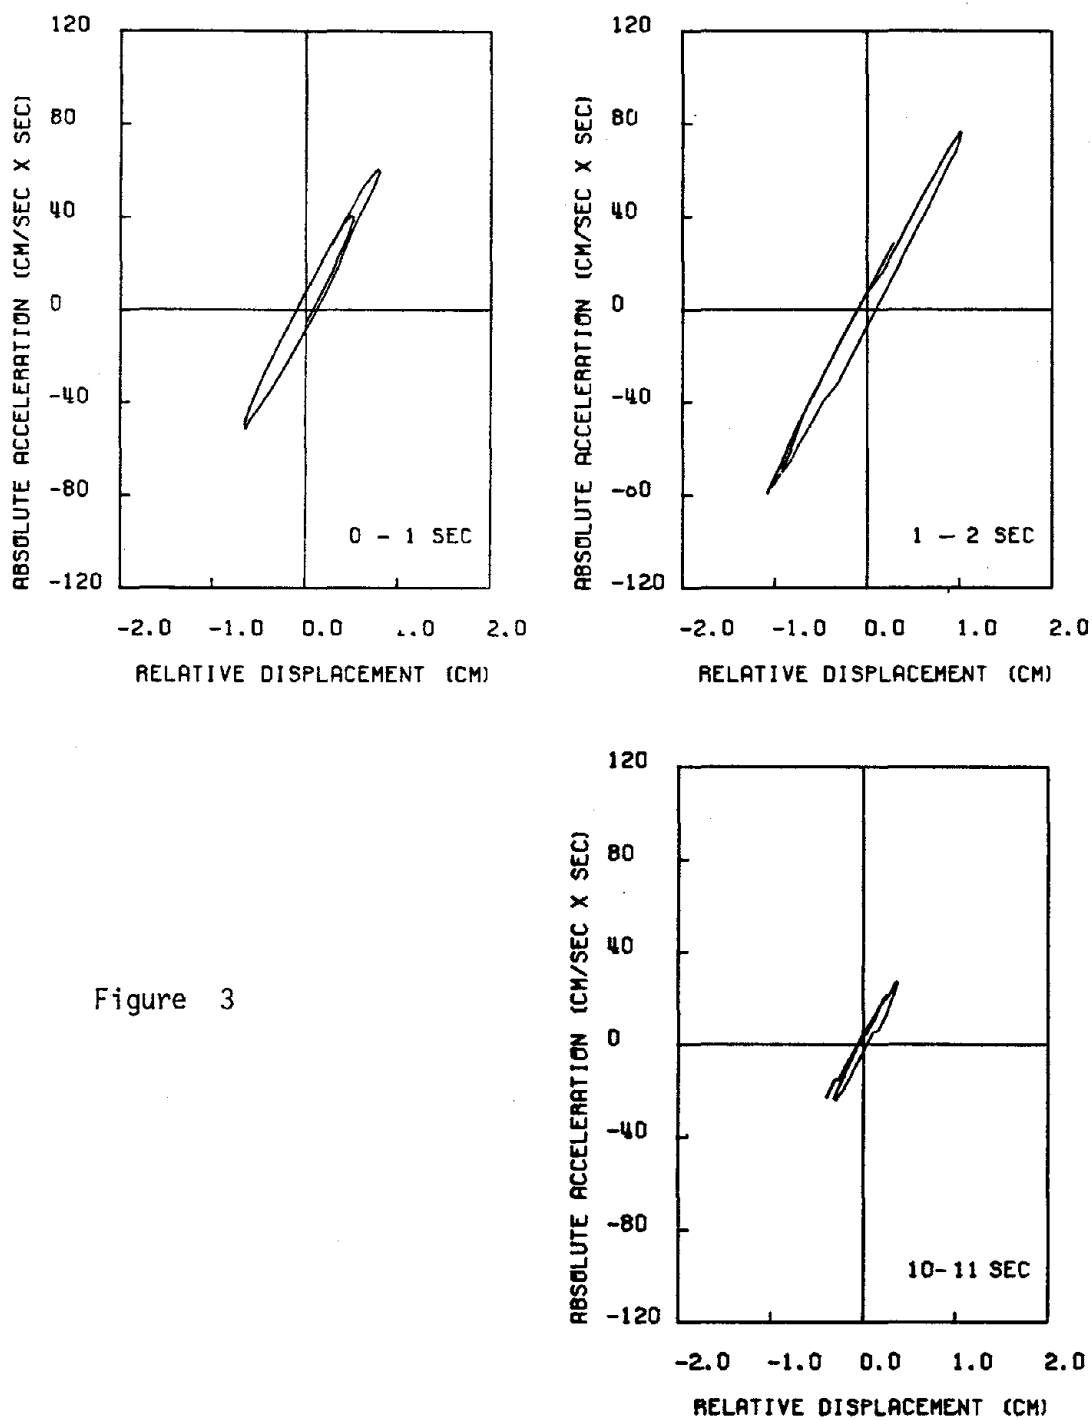 120
80
40
0
-40
-80
-120
ABSOLUTE ACCELERATION (CM/SEC X SEC)
0 - 1 SEC
-2.0 -1.0 0.0 1.0 2.0
RELATIVE DISPLACEMENT (CM)
120
80
40
0
-40
-80
-120
ABSOLUTE ACCELERATION (CM/SEC X SEC)
1 - 2 SEC
-2.0 -1.0 0.0 1.0 2.0
RELATIVE DISPLACEMENT (CM)
Figure 3
120
80
40
0
-40
-80
-120
ABSOLUTE ACCELERATION (CM/SEC X SEC)
10-11 SEC
-2.0 -1.0 0.0 1.0 2.0
RELATIVE DISPLACEMENT (CM)